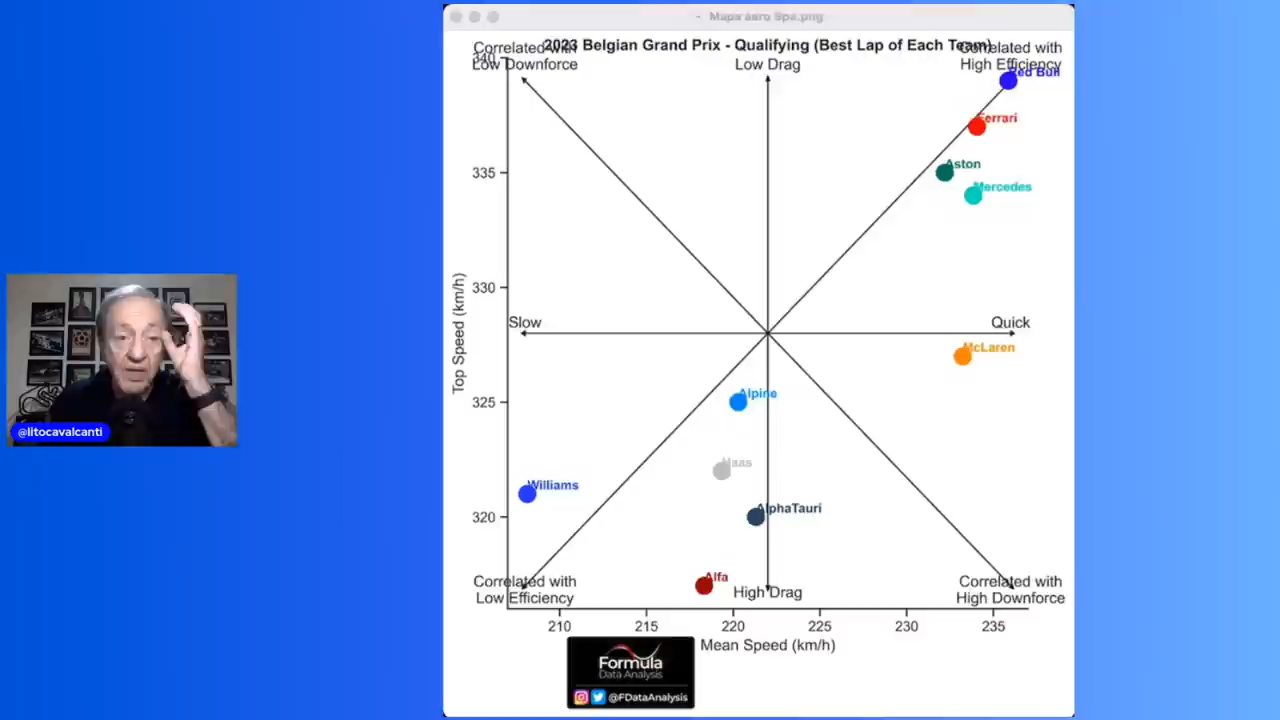 Mapa aero Spa.png
2023 Belgian Grand Prix - Qualifying (Best Lap of Each Team)
Correlated with
Low Downforce
Low Drag
Correlated with
High Efficiency
340
Red Bull
Ferrari
Aston
335
Mercedes
330
Top Speed (km/h)
Slow
Quick
McLaren
Alpine
325
@litocavalcanti
Haas
Williams
AlphaTauri
320
Alfa
Correlated with
Low Efficiency
High Drag
Correlated with
High Downforce
210 215 220 225 230 235
Mean Speed (km/h)
Formula
Data Analysis
@FDataAnalysis